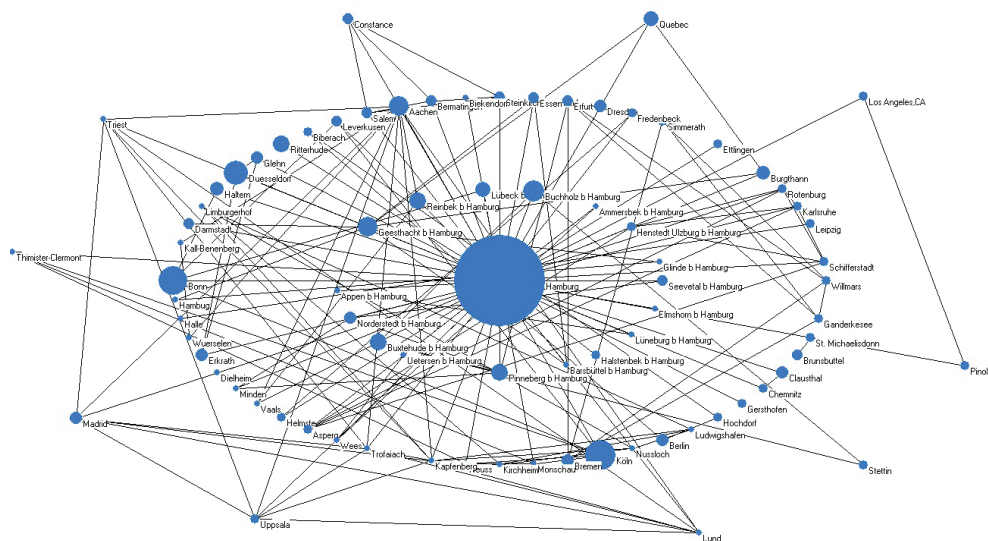 Constance
Quebec
Los Angeles,CA
Aachen
Bermatingen
Biekendorf
Essen
Erfurt
Salem
Dresd
Fredenbeck
Simmerath
Triest
Leverkusen
Biberach
Ritterhude
Ettlingen
Glehn
Duesseldorf
Burgthann
Haltern
Lübeck b
Buchholz b Hamburg
Rotenburg
Reinbek b Hamburg
Limburgerhof
Ammersbek b Hamburg
Karlsruhe
Darmstadt
Geesthacht b Hamburg
Henstedt Ulzburg b Hamburg
Leipzig
Kall-Benenberg
Thimister-Clermont
Glinde b Hamburg
Schifferstadt
Bonn
Hamburg
Seevetal b Hamburg
Willmars
Appen b Hamburg
Hambug
Elmshorn b Hamburg
Halle
Norderstedt b Hamburg
Ganderkesee
Wuerselen
Lüneburg b Hamburg
St. Michaelisdonn
Buxtehude b Hamburg
Erkrath
Uetersen b Hamburg
Halstenbek b Hamburg
Brunsbuttel
Barsbüttel b Hamburg
Pinol
Dielheim
Pinneberg b Hamburg
Clausthal
Minden
Chemnitz
Vaals
Gersthofen
Helmste
Hochdorf
Madrid
Asperg
Ludwigshafen
Wees
Berlin
Trofaiach
Nussloch
Kapfenberg
Kirchheim
Monschau
Bremen
Köln
Stettin
Uppsala
Lund